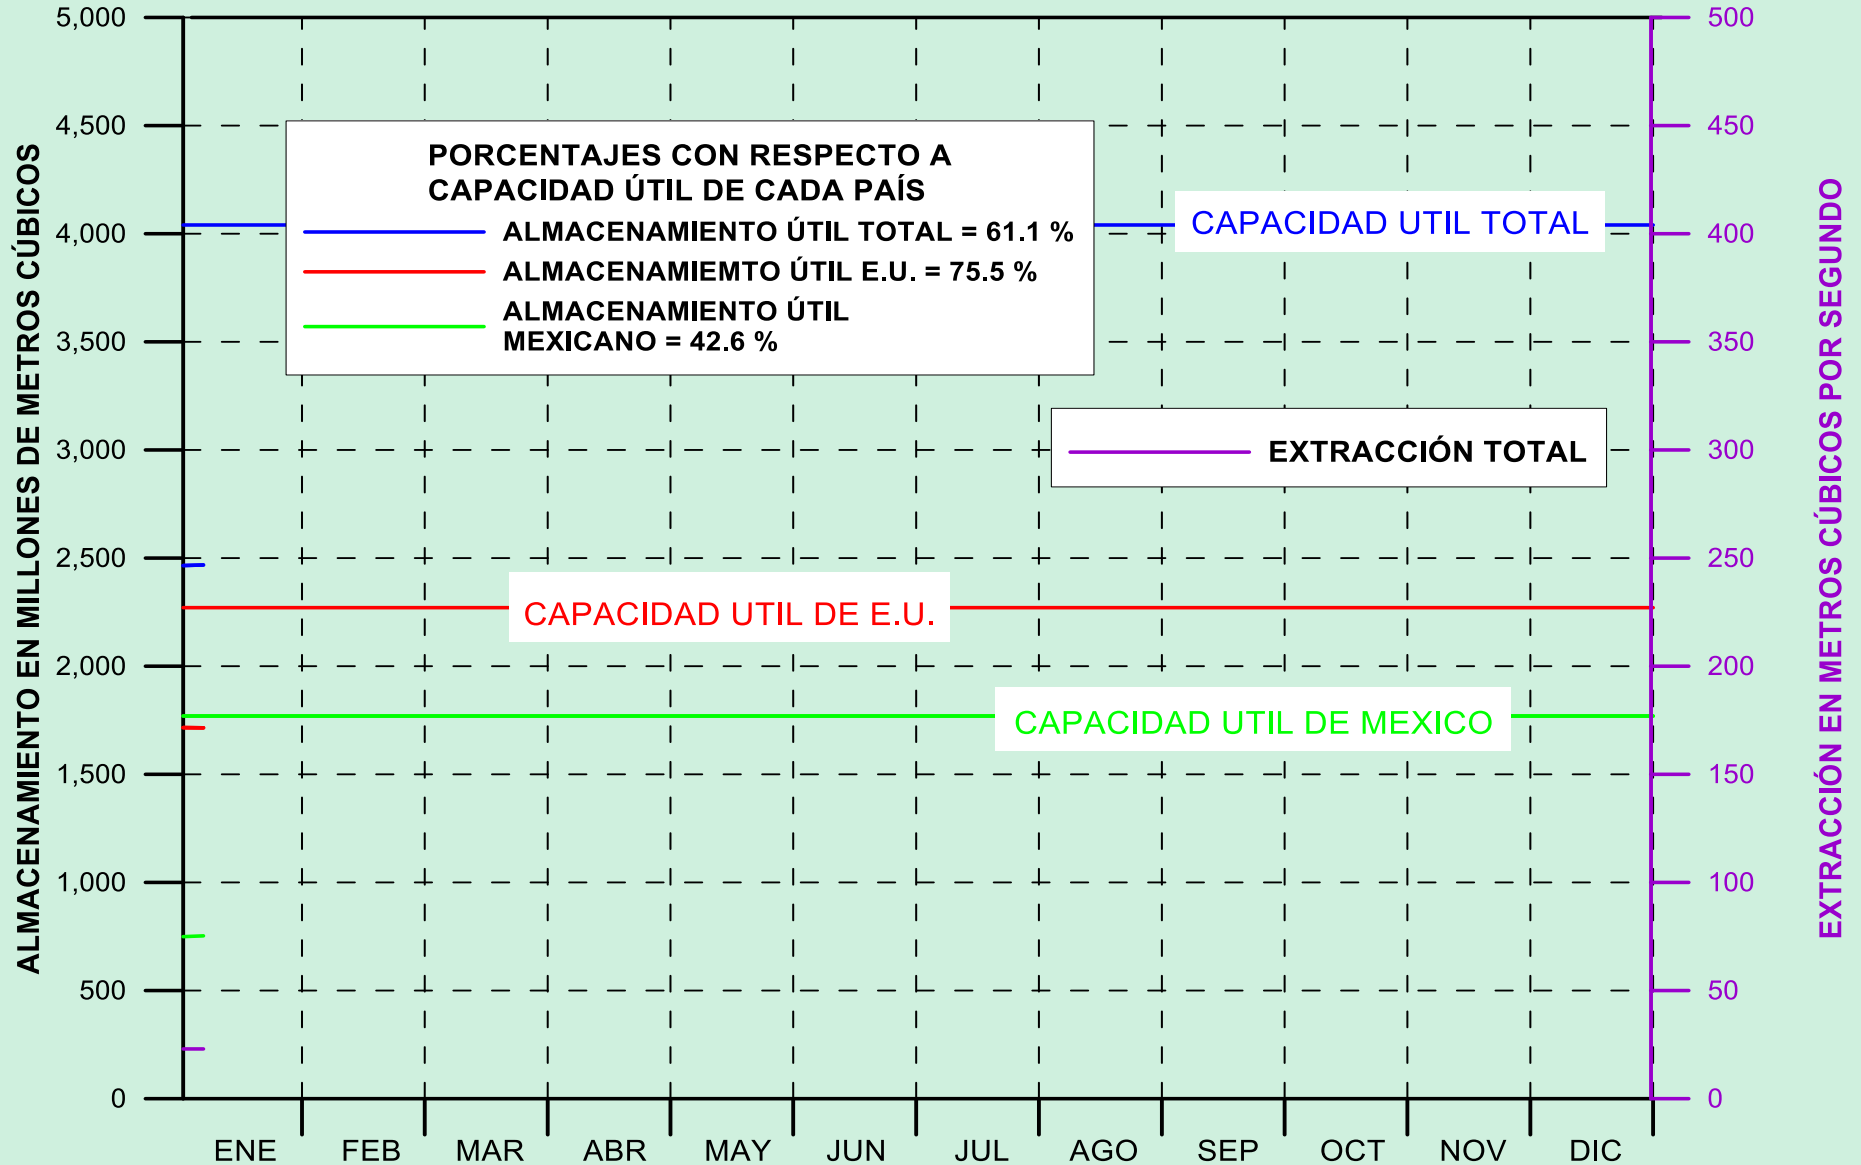 ALMACENAMIENTO EN MILLONES DE METROS CÚBICOS
5,000
4,500
4,000
3,500
3,000
2,500
2,000
1,500
1,000
500
0
PORCENTAJES CON RESPECTO A
CAPACIDAD ÚTIL DE CADA PAÍS
ALMACENAMIENTO ÚTIL TOTAL = 61.1 %
ALMACENAMIEMTO ÚTIL E.U. = 75.5 %
ALMACENAMIENTO ÚTIL
MEXICANO = 42.6 %
CAPACIDAD UTIL TOTAL
EXTRACCIÓN TOTAL
CAPACIDAD UTIL DE E.U.
CAPACIDAD UTIL DE MEXICO
500
450
400
350
300
250
200
150
100
50
0
EXTRACCIÓN EN METROS CÚBICOS POR SEGUNDO
ENE FEB MAR ABR MAY JUN JUL AGO SEP OCT NOV DIC